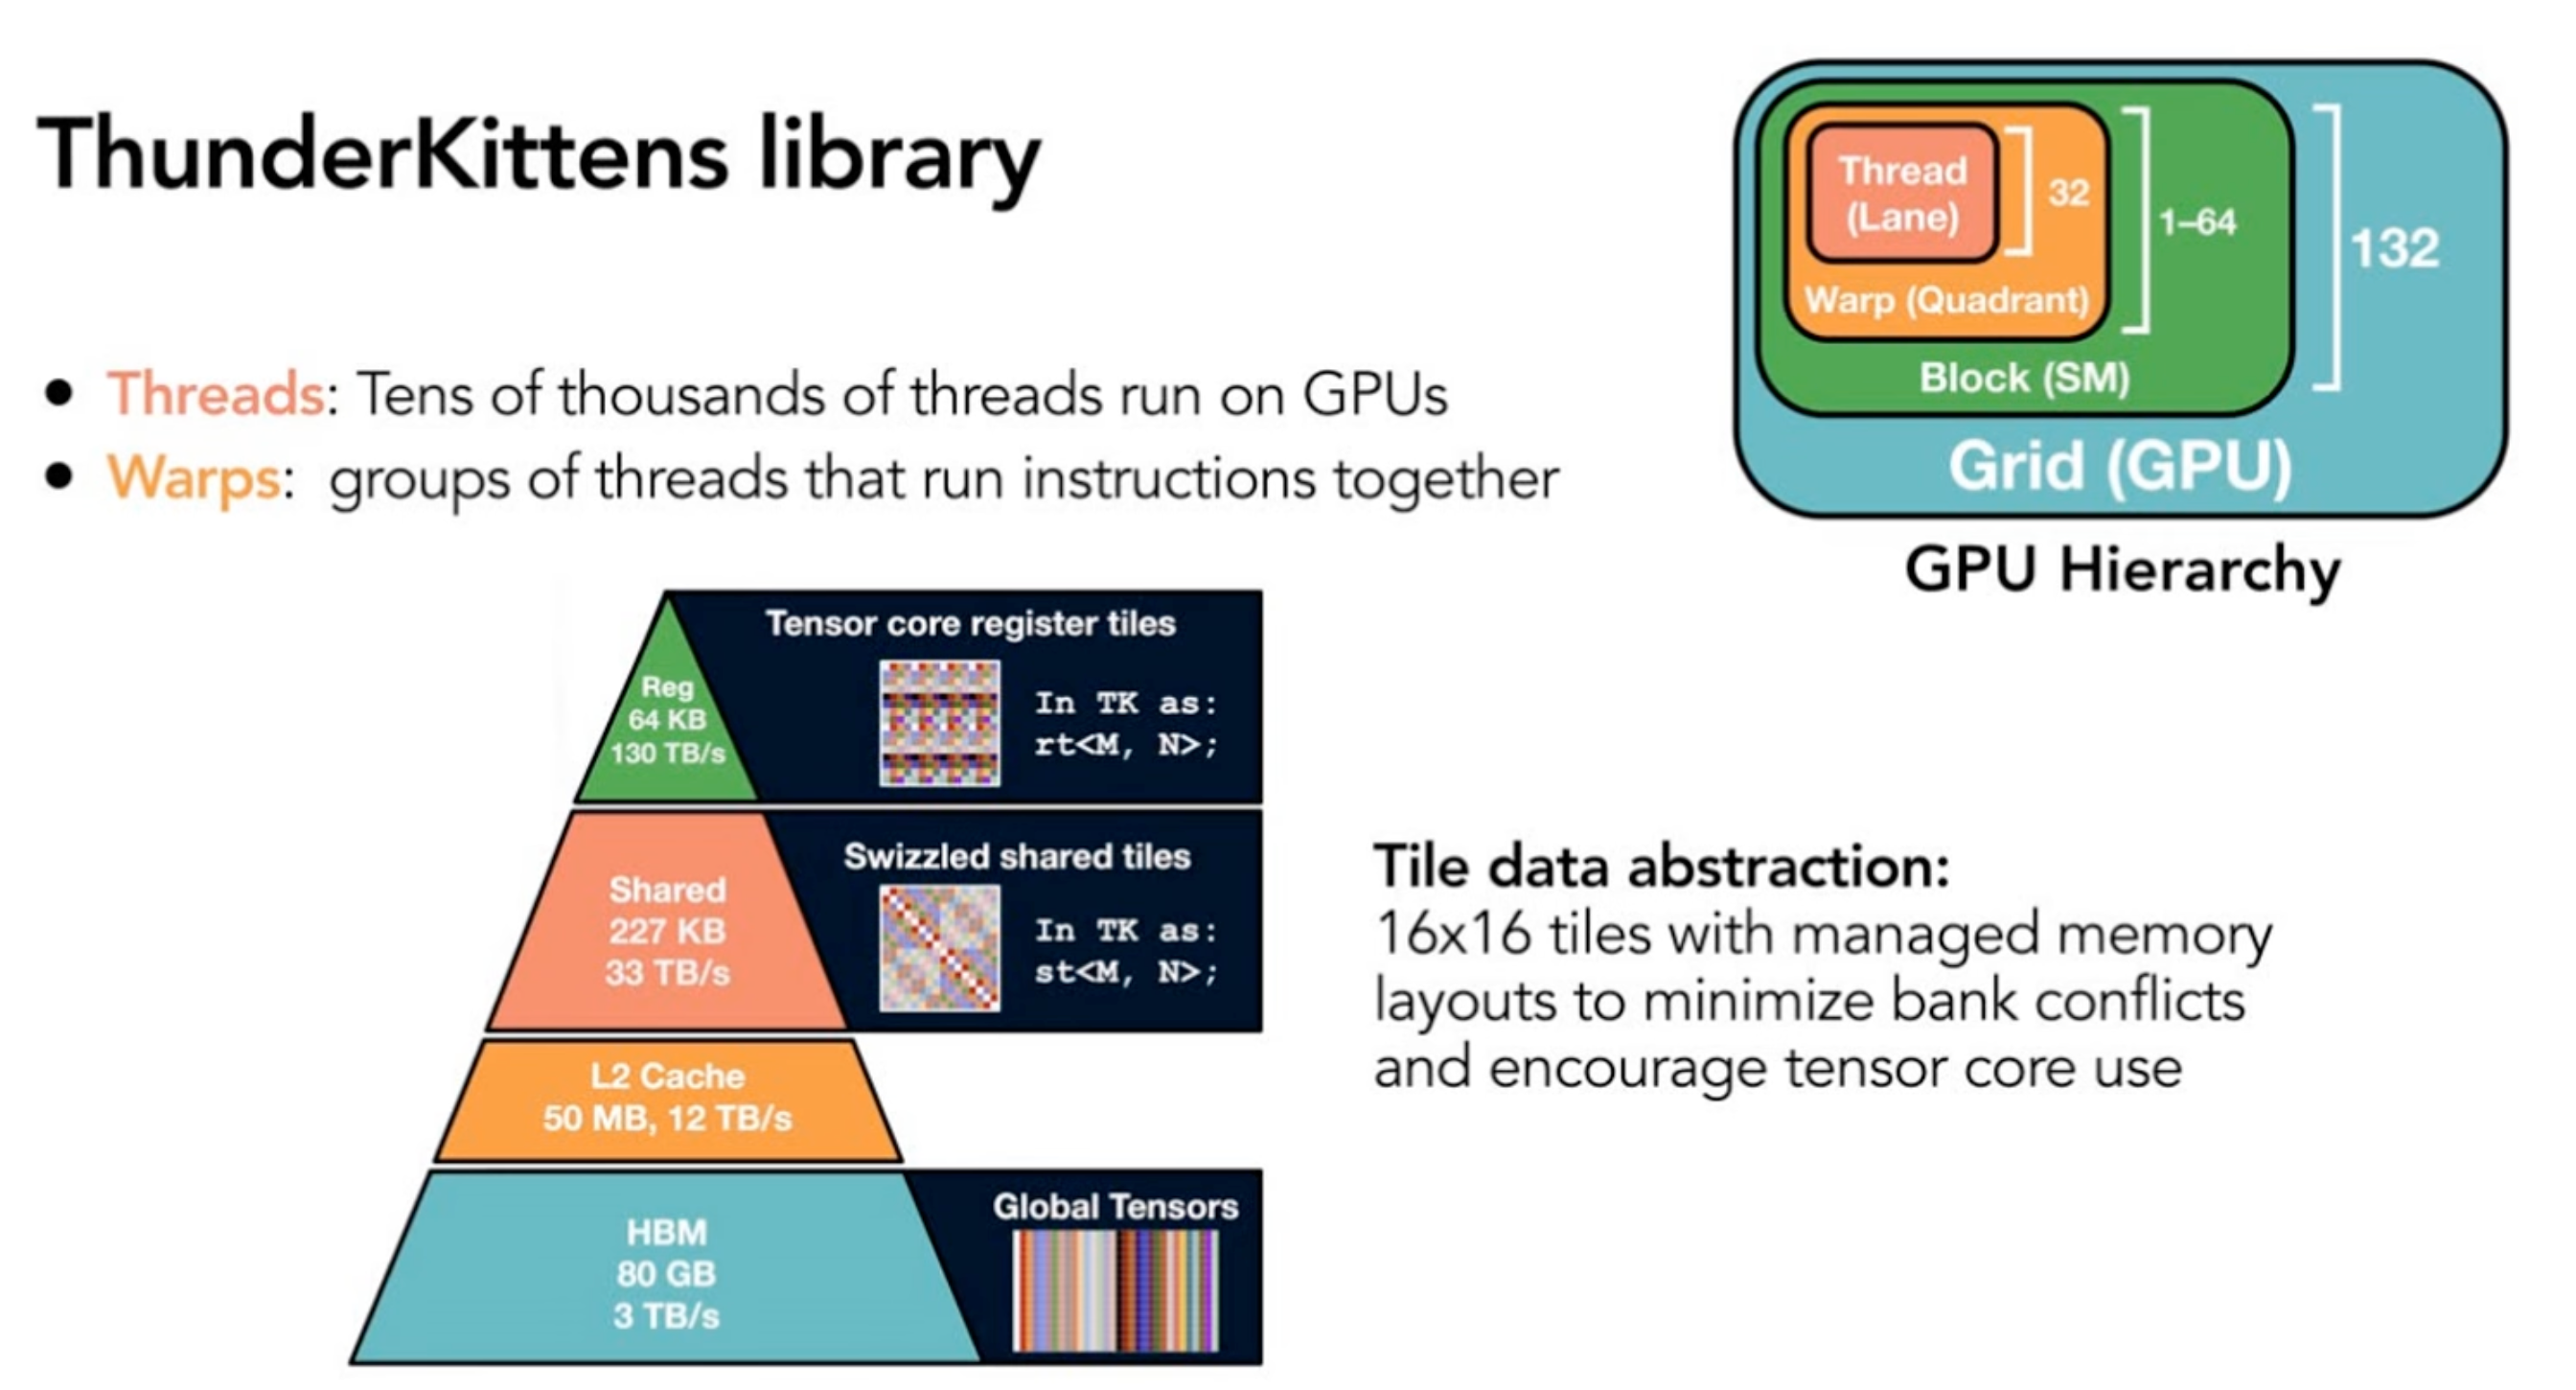 ThunderKittens library
• Threads: Tens of thousands of threads run on GPUs
• Warps: groups of threads that run instructions together
Thread
(Lane)
32
Warp (Quadrant)
1–64
Block (SM)
132
Grid (GPU)
GPU Hierarchy
Reg
64 KB
130 TB/s
Tensor core register tiles
In TK as:
rt<M, N>;
Shared
227 KB
33 TB/s
Swizzled shared tiles
In TK as:
st<M, N>;
L2 Cache
50 MB, 12 TB/s
HBM
80 GB
3 TB/s
Global Tensors
Tile data abstraction:
16x16 tiles with managed memory
layouts to minimize bank conflicts
and encourage tensor core use